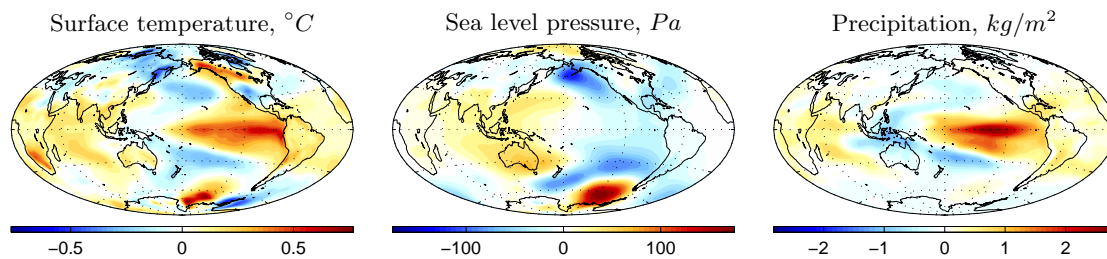 Surface temperature, °C
Sea level pressure, Pa
Precipitation, kg/m²
−0.5 0 0.5
−100 0 100
−2 −1 0 1 2